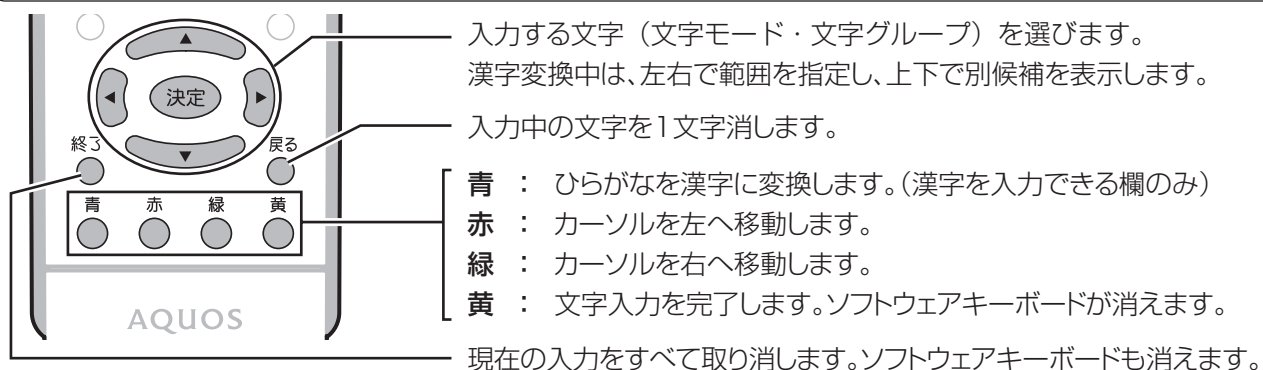 入力する文字（文字モード・文字グループ）を選びます。
漢字変換中は、左右で範囲を指定し、上下で別候補を表示します。
決定
入力中の文字を1文字消します。
終了
戻る
青 赤 緑 黄
青 ： ひらがなを漢字に変換します。（漢字を入力できる欄のみ）
赤 ： カーソルを左へ移動します。
緑 ： カーソルを右へ移動します。
黄 ： 文字入力を完了します。ソフトウェアキーボードが消えます。
AQUOS
現在の入力をすべて取り消します。ソフトウェアキーボードも消えます。